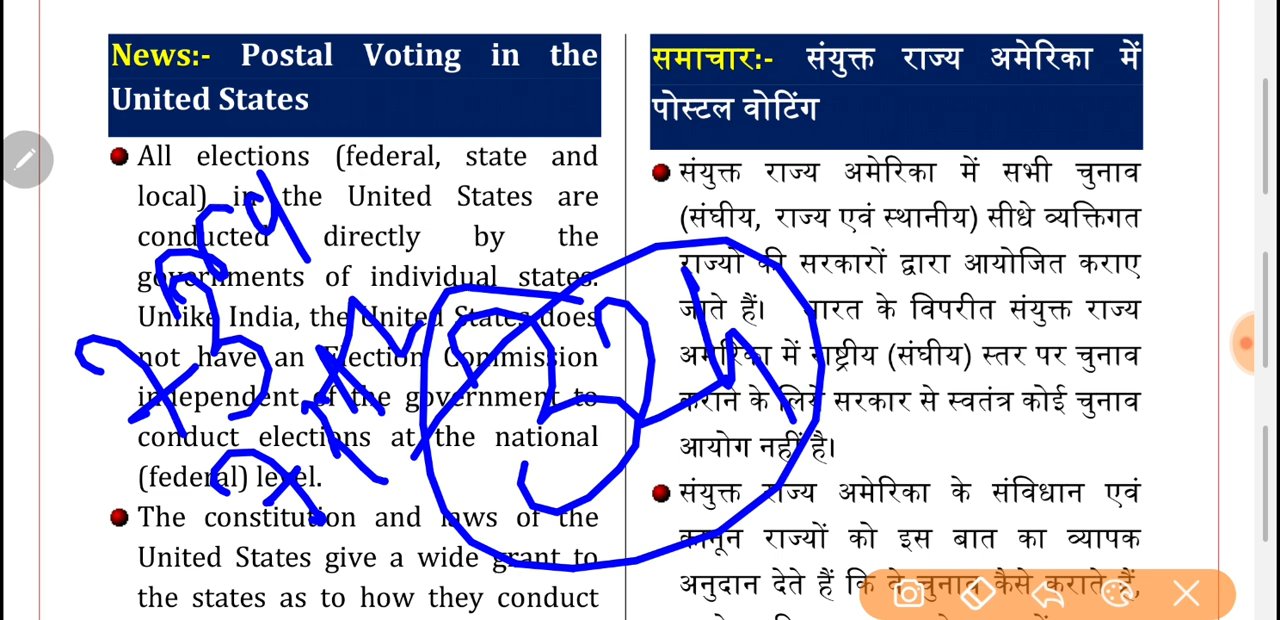 News:- Postal Voting in the
United States
All elections (federal, state and
local) in the United States are
conducted directly by the
governments of individual states.
Unlike India, the United States does
not have an Election Commission
independent of the government to
conduct elections at the national
(federal) level.
The constitution and laws of the
United States give a wide grant to
the states as to how they conduct
समाचार:- संयुक्त राज्य अमेरिका में
पोस्टल वोटिंग
संयुक्त राज्य अमेरिका में सभी चुनाव
(संघीय, राज्य एवं स्थानीय) सीधे व्यक्तिगत
राज्यों की सरकारों द्वारा आयोजित कराए
जाते हैं। भारत के विपरीत संयुक्त राज्य
अमेरिका में राष्ट्रीय (संघीय) स्तर पर चुनाव
कराने के लिये सरकार से स्वतंत्र कोई चुनाव
आयोग नहीं है।
संयुक्त राज्य अमेरिका के संविधान एवं
कानून राज्यों को इस बात का व्यापक
अनुदान देते हैं कि वे चुनाव कैसे कराते हैं,